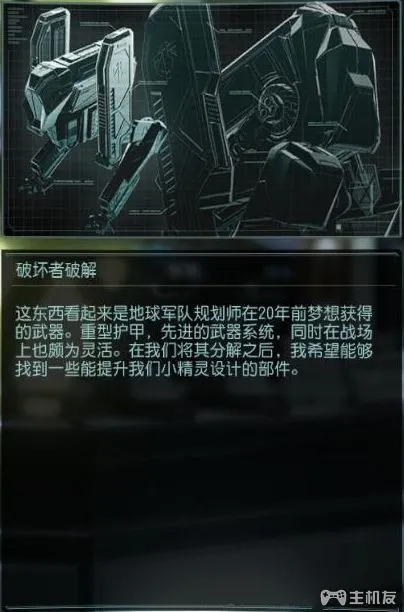 破坏者破解
这东西看起来是地球军队规划师在20年前梦想获得
的武器。重型护甲，先进的武器系统，同时在战场
上也颇为灵活。在我们将其分解之后，我希望能够
找到一些能提升我们小精灵设计的部件。
主机友